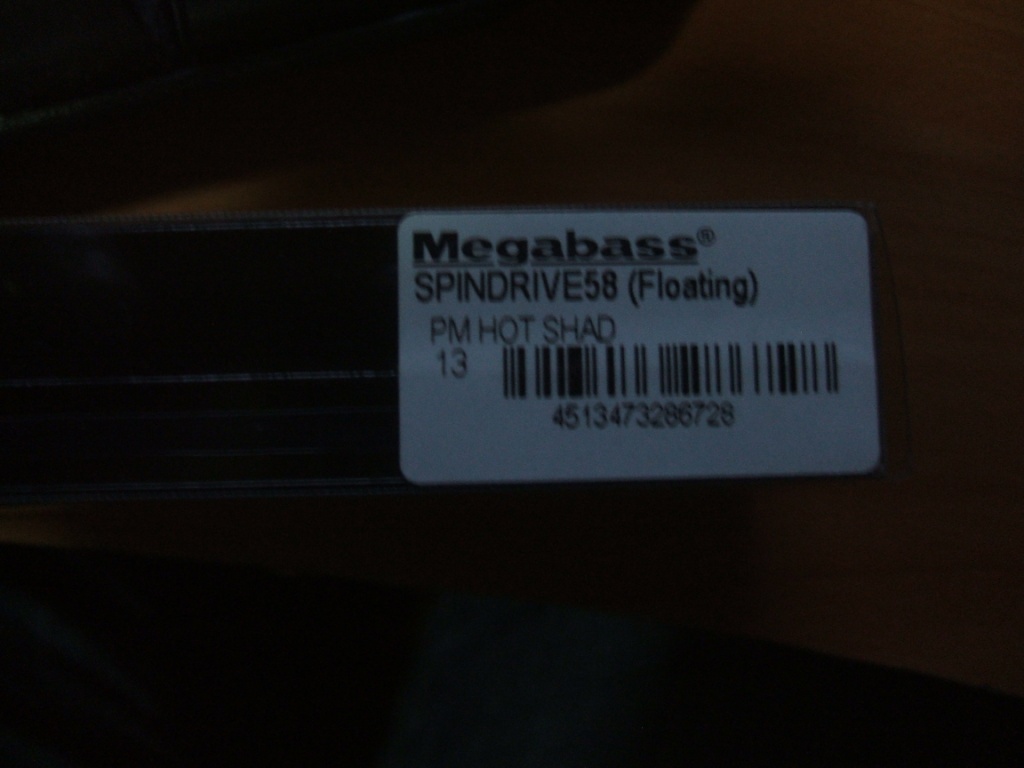 Megabass®
SPINDRIVE58 (Floating)
PM HOT SHAD
13
4513473286728